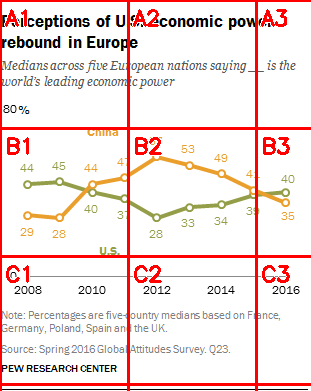 Perceptions of U.S. economic power
rebound in Europe
Medians across five European nations saying __ is the
world's leading economic power
80%
China
44 45 44 53 49 41 40
29 28 40 37 28 33 34 39 35
U.S.
0
2008 2010 2012 2014 2016
Note: Percentages are five-country medians based on France,
Germany, Poland, Spain and the UK.
Source: Spring 2016 Global Attitudes Survey. Q23.
PEW RESEARCH CENTER
A1 A2 A3
B1 B2 B3
C1 C2 C3